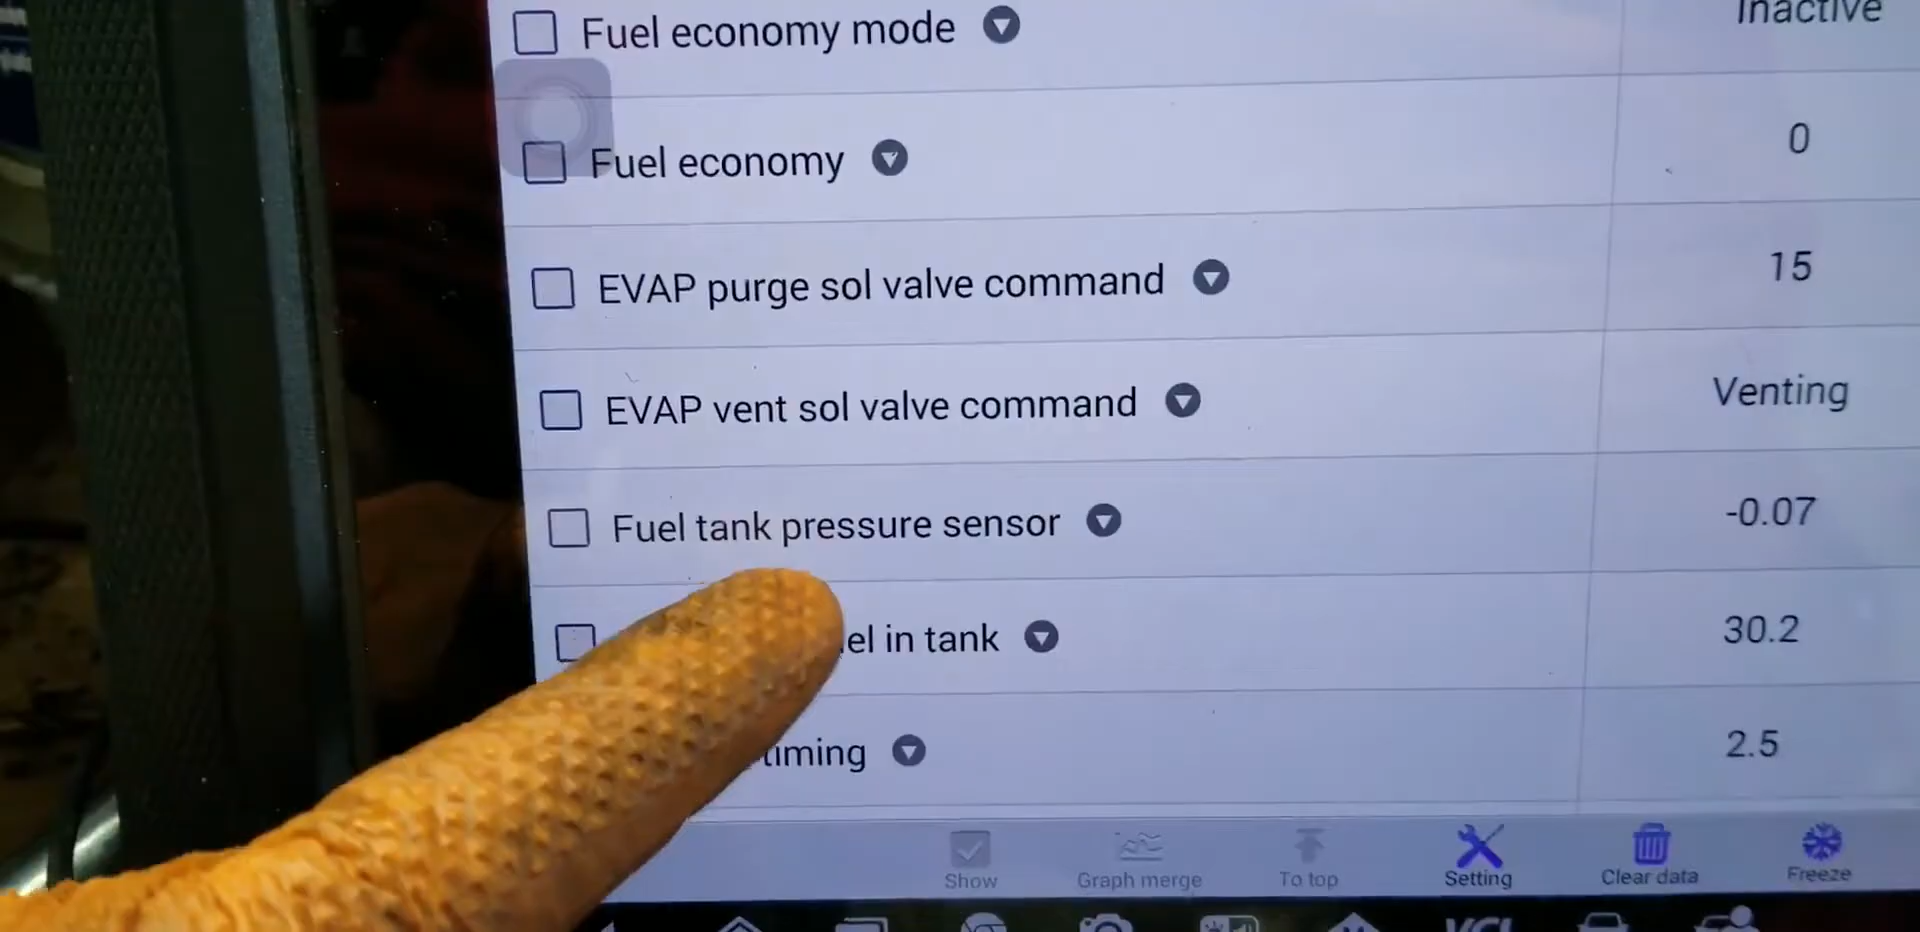 Fuel economy mode Inactive
Fuel economy 0
EVAP purge sol valve command 15
EVAP vent sol valve command Venting
Fuel tank pressure sensor -0.07
el in tank 30.2
timing 2.5
Show Graph merge To top Setting Clear data Freeze
VCI